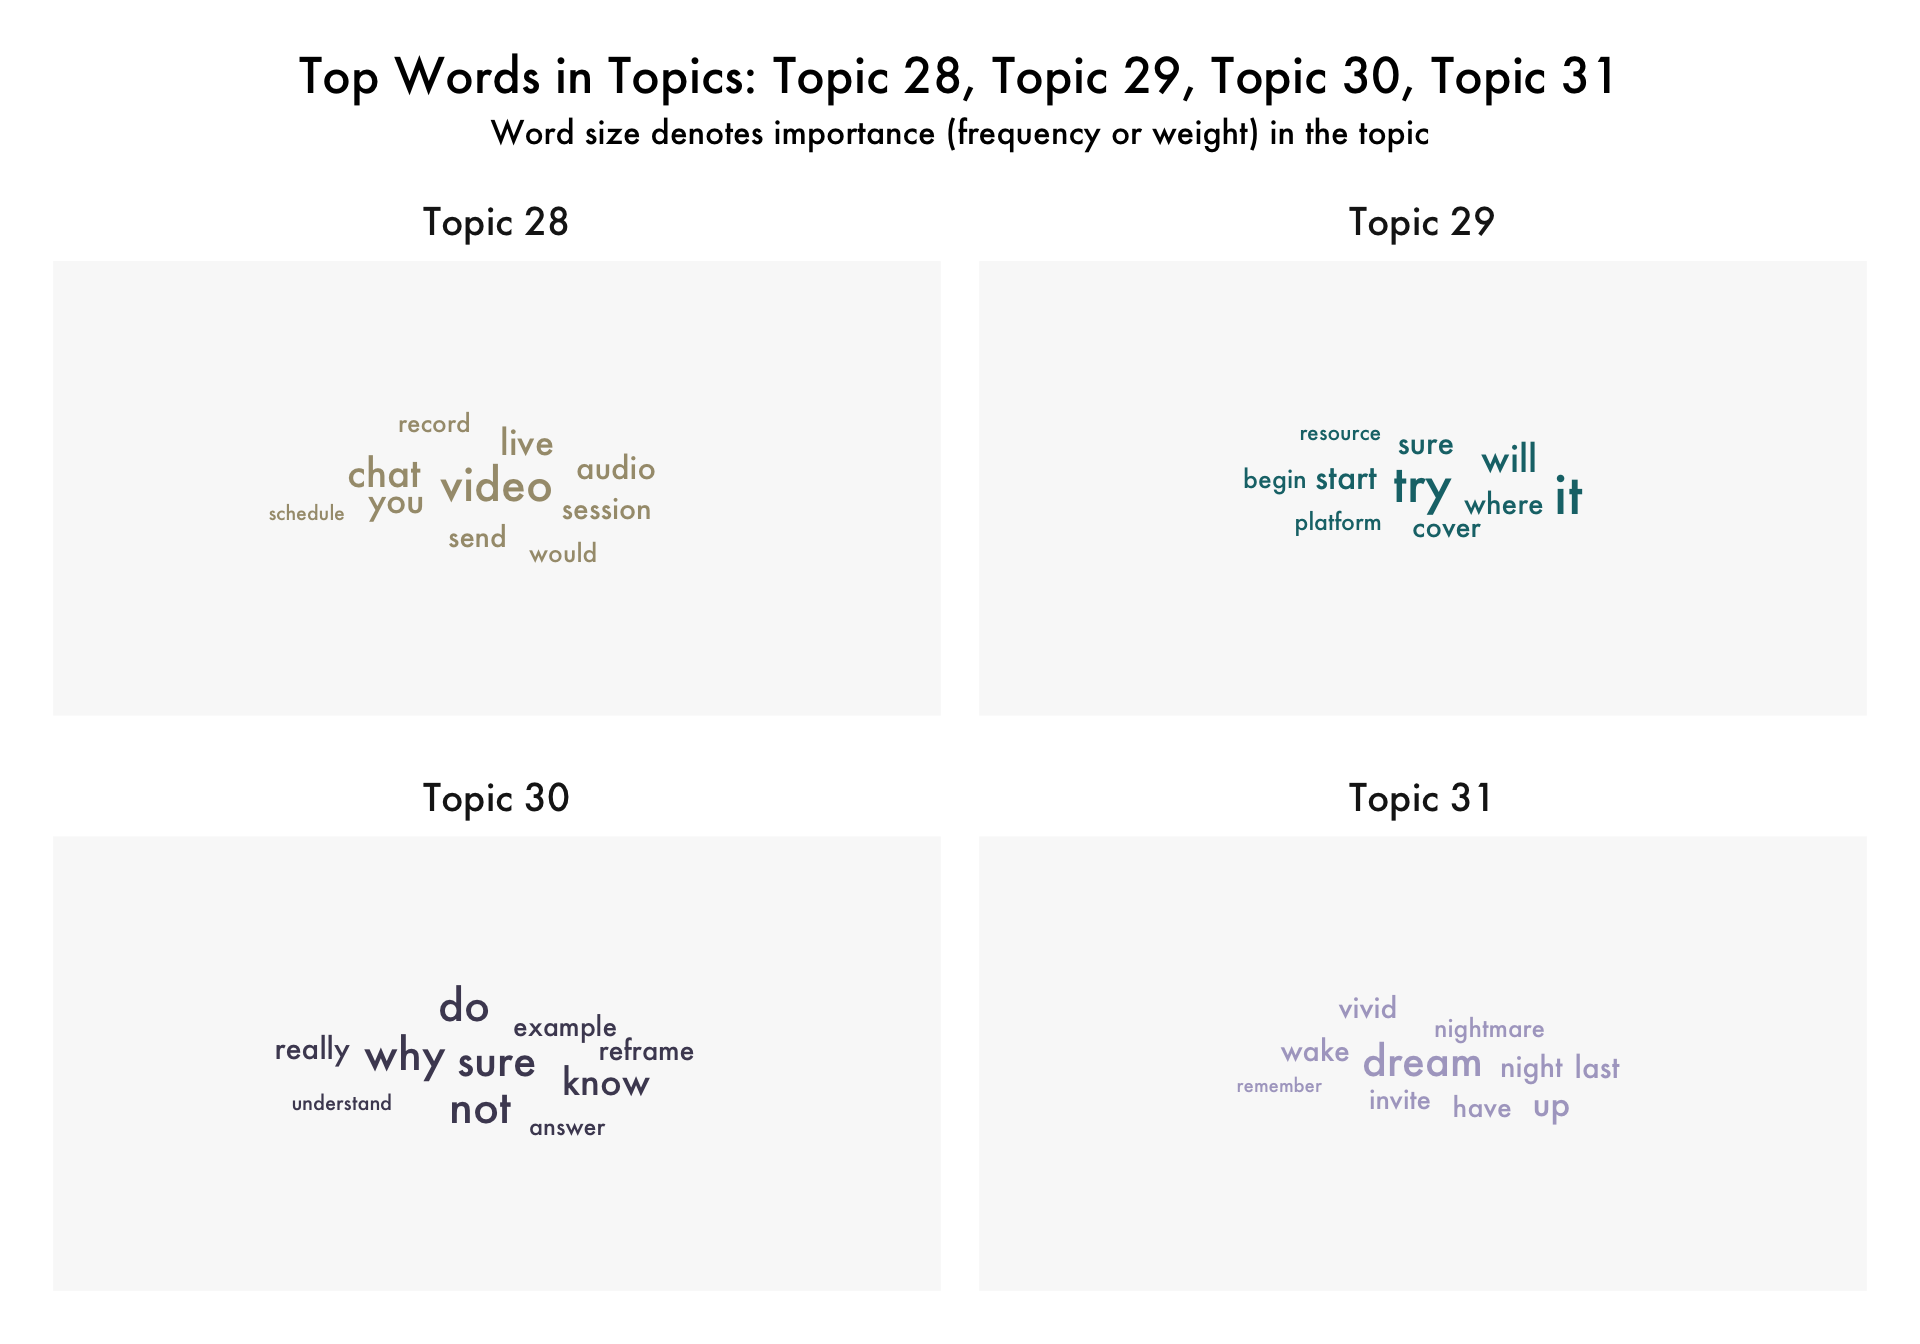 Top Words in Topics: Topic 28, Topic 29, Topic 30, Topic 31
Word size denotes importance (frequency or weight) in the topic
Topic 28
record
live
chat video audio
schedule you session
send
would
Topic 29
resource sure will
begin start try where it
platform cover
Topic 30
do
example
really why sure reframe
know
understand not
answer
Topic 31
vivid
nightmare
wake dream night last
remember
invite have up